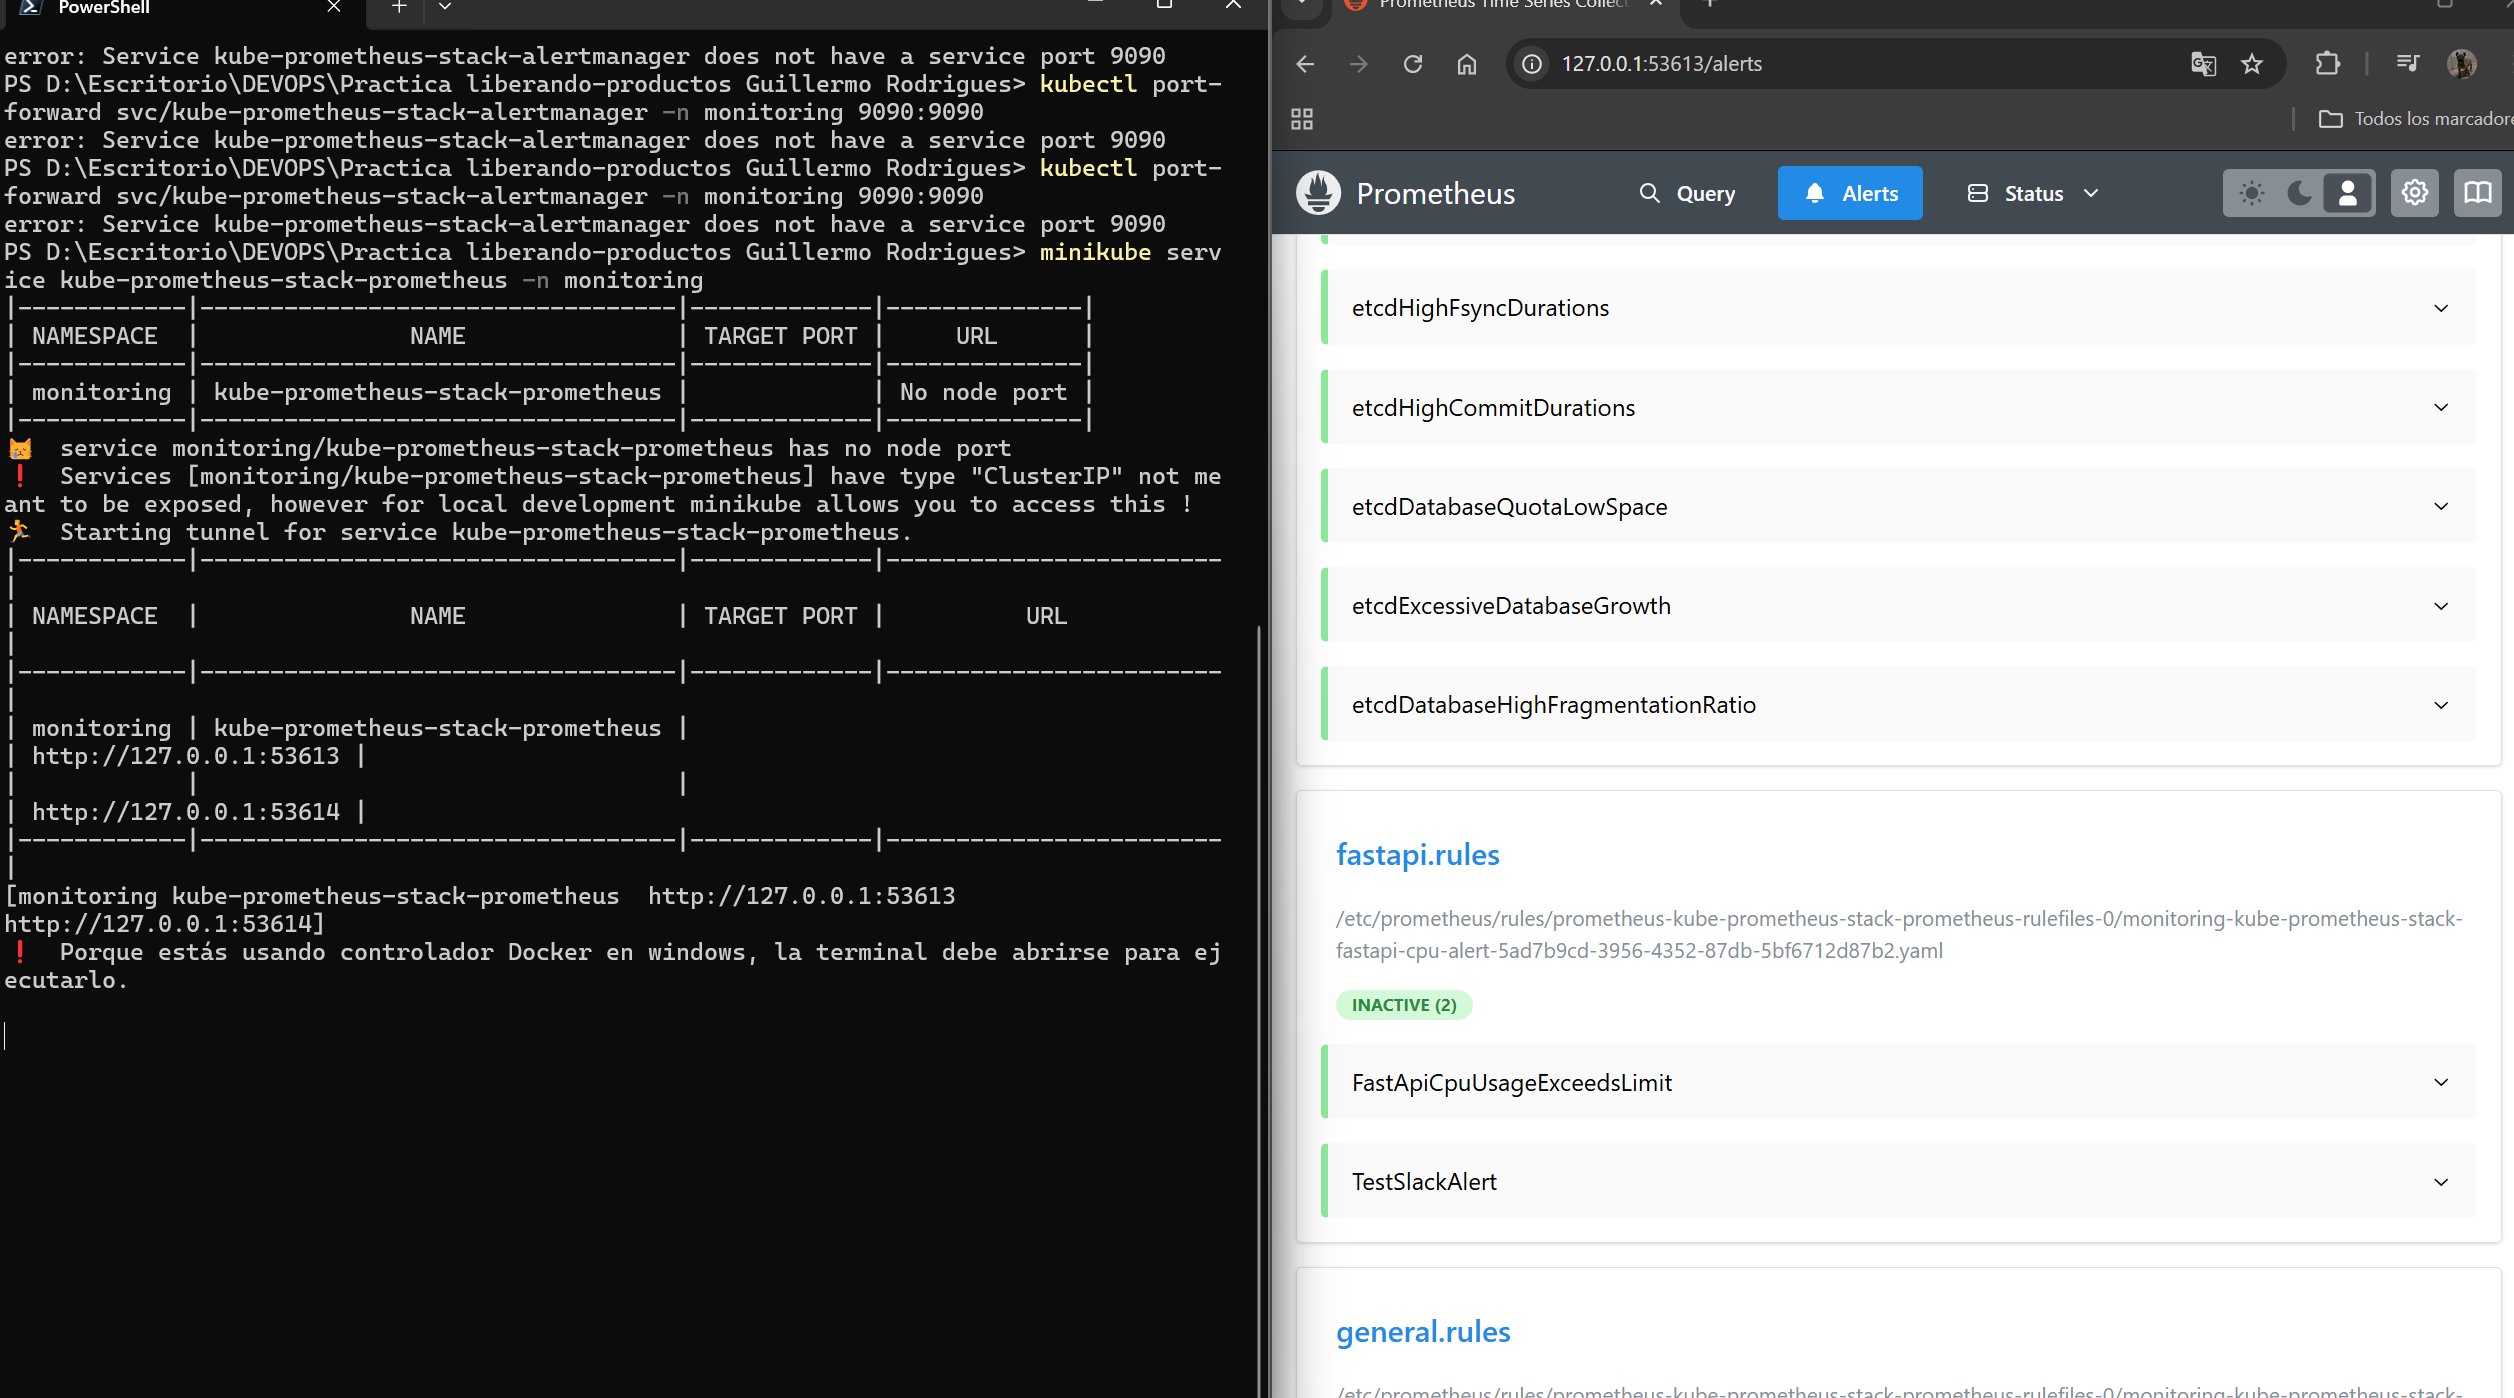 PowerShell
error: Service kube-prometheus-stack-alertmanager does not have a service port 9090
PS D:\Escritorio\DEVOPS\Practica liberando-productos Guillermo Rodrigues> kubectl port-
forward svc/kube-prometheus-stack-alertmanager -n monitoring 9090:9090
error: Service kube-prometheus-stack-alertmanager does not have a service port 9090
PS D:\Escritorio\DEVOPS\Practica liberando-productos Guillermo Rodrigues> kubectl port-
forward svc/kube-prometheus-stack-alertmanager -n monitoring 9090:9090
error: Service kube-prometheus-stack-alertmanager does not have a service port 9090
PS D:\Escritorio\DEVOPS\Practica liberando-productos Guillermo Rodrigues> minikube serv
ice kube-prometheus-stack-prometheus -n monitoring
|------------|----------------------------------|-------------|--------------|
| NAMESPACE | NAME | TARGET PORT | URL |
|------------|----------------------------------|-------------|--------------|
| monitoring | kube-prometheus-stack-prometheus | | No node port |
|------------|----------------------------------|-------------|--------------|
😿 service monitoring/kube-prometheus-stack-prometheus has no node port
❗ Services [monitoring/kube-prometheus-stack-prometheus] have type "ClusterIP" not me
ant to be exposed, however for local development minikube allows you to access this !
🏃 Starting tunnel for service kube-prometheus-stack-prometheus.
|------------|----------------------------------|-------------|------------------------
|
| NAMESPACE | NAME | TARGET PORT | URL
|
|------------|----------------------------------|-------------|------------------------
|
| monitoring | kube-prometheus-stack-prometheus |
| http://127.0.0.1:53613 |
| | |
| http://127.0.0.1:53614 |
|------------|----------------------------------|-------------|------------------------
|
[monitoring kube-prometheus-stack-prometheus http://127.0.0.1:53613
http://127.0.0.1:53614]
❗ Porque estás usando controlador Docker en windows, la terminal debe abrirse para ej
ecutarlo.
Prometheus Time Series Collec
127.0.0.1:53613/alerts
Todos los marcadore
Prometheus Query Alerts Status
etcdHighFsyncDurations
etcdHighCommitDurations
etcdDatabaseQuotaLowSpace
etcdExcessiveDatabaseGrowth
etcdDatabaseHighFragmentationRatio
fastapi.rules
/etc/prometheus/rules/prometheus-kube-prometheus-stack-prometheus-rulefiles-0/monitoring-kube-prometheus-stack-
fastapi-cpu-alert-5ad7b9cd-3956-4352-87db-5bf6712d87b2.yaml
INACTIVE (2)
FastApiCpuUsageExceedsLimit
TestSlackAlert
general.rules
/etc/prometheus/rules/prometheus-kube-prometheus-stack-prometheus-rulefiles-0/monitoring-kube-prometheus-stack-